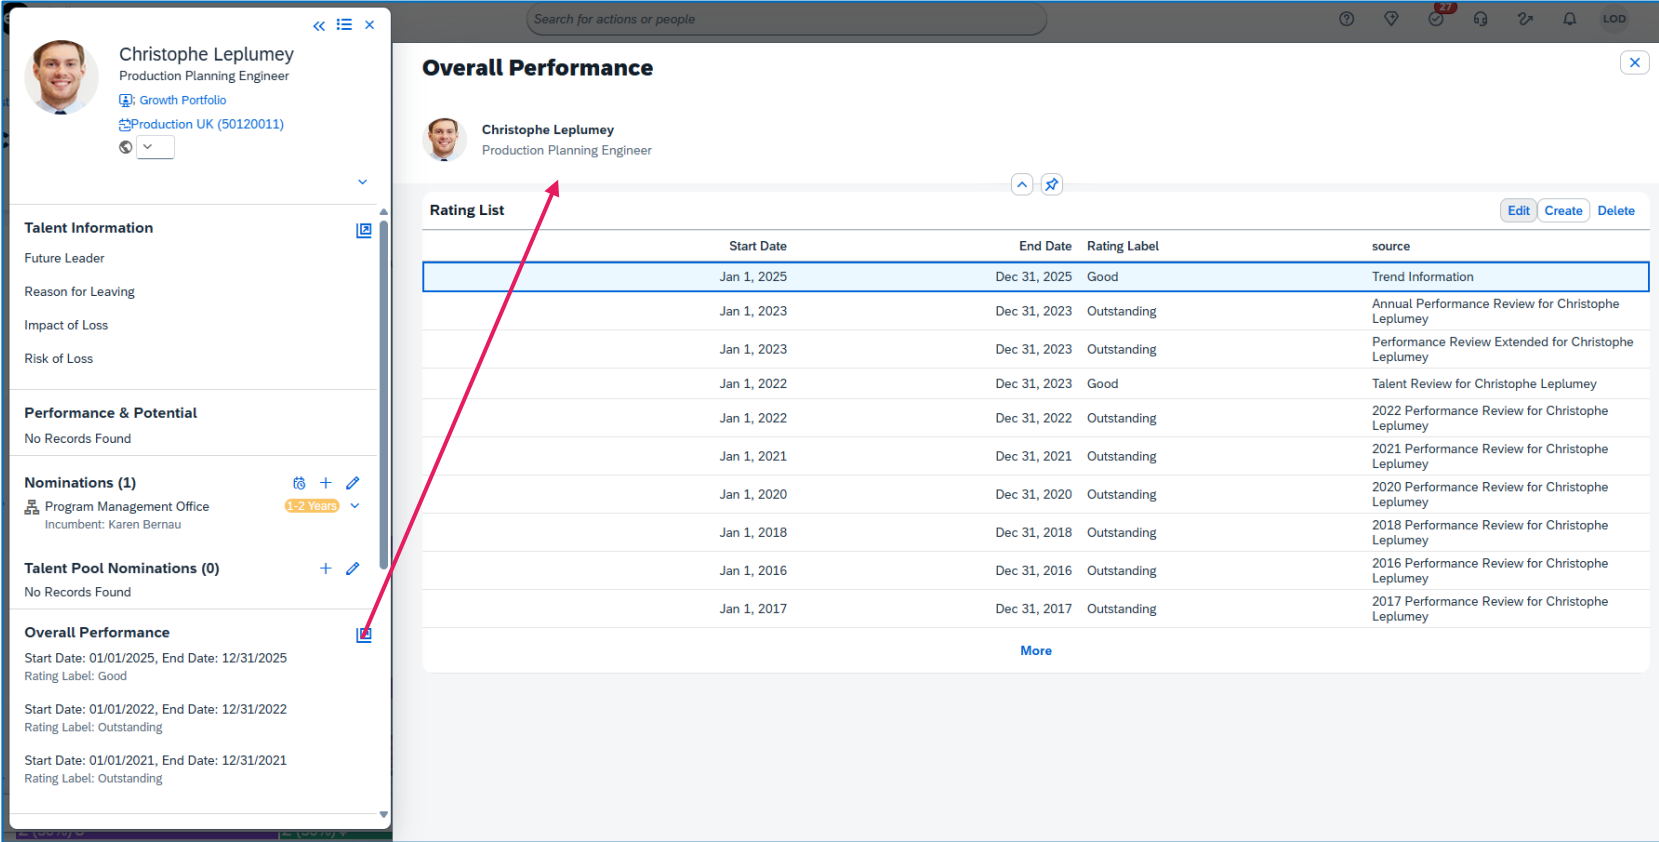 Search for actions or people
27
LOD
Christophe Leplumey
Production Planning Engineer
Growth Portfolio
Production UK (50120011)
Talent Information
Future Leader
Reason for Leaving
Impact of Loss
Risk of Loss
Performance & Potential
No Records Found
Nominations (1)
Program Management Office
1-2 Years
Incumbent: Karen Bernau
Talent Pool Nominations (0)
No Records Found
Overall Performance
Start Date: 01/01/2025, End Date: 12/31/2025
Rating Label: Good
Start Date: 01/01/2022, End Date: 12/31/2022
Rating Label: Outstanding
Start Date: 01/01/2021, End Date: 12/31/2021
Rating Label: Outstanding
Overall Performance
Christophe Leplumey
Production Planning Engineer
Rating List
Edit Create Delete
Start Date End Date Rating Label source
Jan 1, 2025 Dec 31, 2025 Good Trend Information
Jan 1, 2023 Dec 31, 2023 Outstanding Annual Performance Review for Christophe
Leplumey
Jan 1, 2023 Dec 31, 2023 Outstanding Performance Review Extended for Christophe
Leplumey
Jan 1, 2022 Dec 31, 2023 Good Talent Review for Christophe Leplumey
Jan 1, 2022 Dec 31, 2022 Outstanding 2022 Performance Review for Christophe
Leplumey
Jan 1, 2021 Dec 31, 2021 Outstanding 2021 Performance Review for Christophe
Leplumey
Jan 1, 2020 Dec 31, 2020 Outstanding 2020 Performance Review for Christophe
Leplumey
Jan 1, 2018 Dec 31, 2018 Outstanding 2018 Performance Review for Christophe
Leplumey
Jan 1, 2016 Dec 31, 2016 Outstanding 2016 Performance Review for Christophe
Leplumey
Jan 1, 2017 Dec 31, 2017 Outstanding 2017 Performance Review for Christophe
Leplumey
More